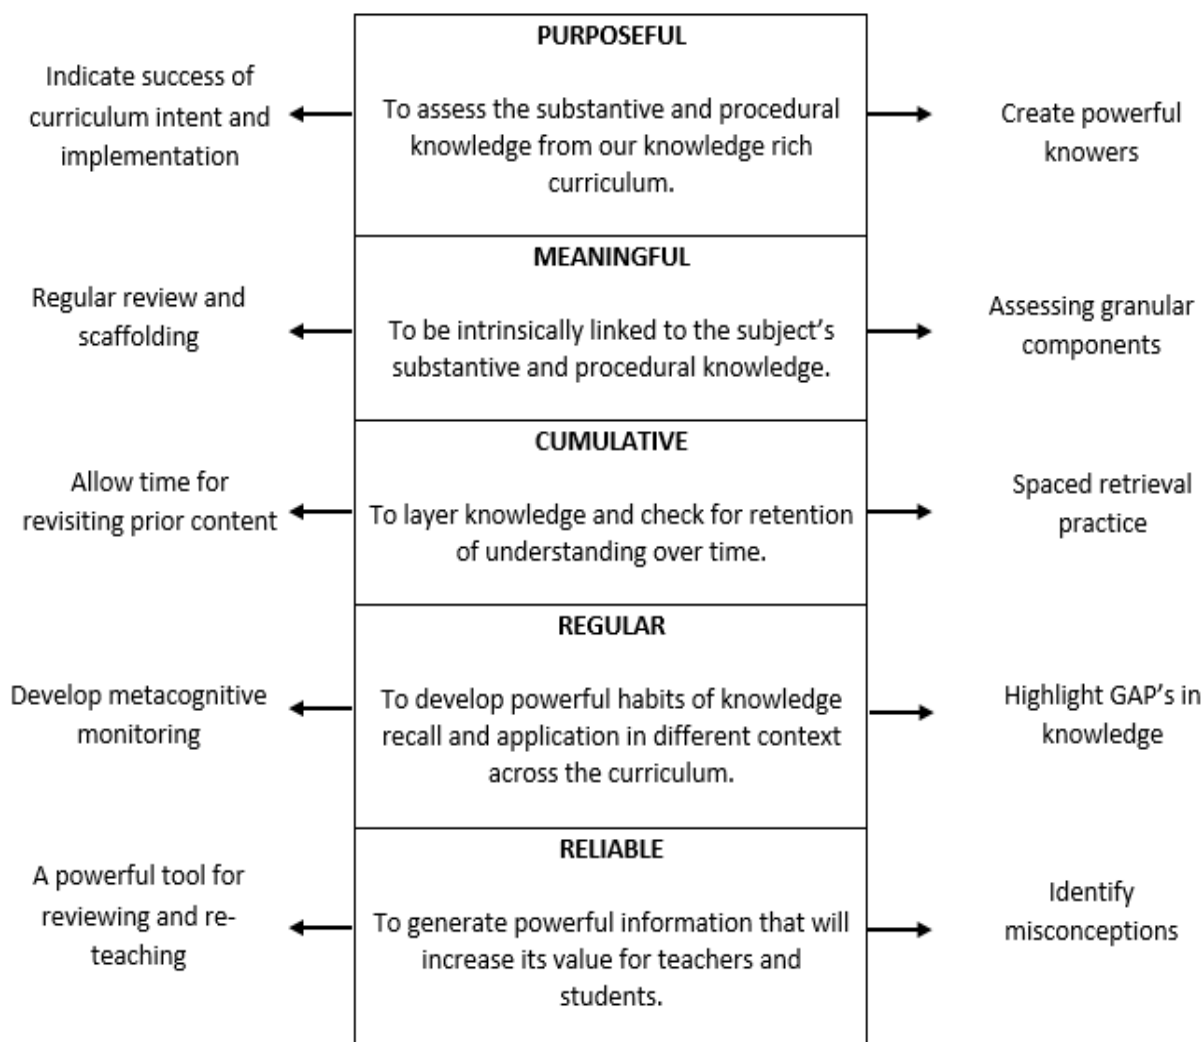 PURPOSEFUL
Indicate success of
curriculum intent and
implementation
To assess the substantive and procedural
knowledge from our knowledge rich
curriculum.
Create powerful
knowers
MEANINGFUL
Regular review and
scaffolding
To be intrinsically linked to the subject's
substantive and procedural knowledge.
Assessing granular
components
CUMULATIVE
Allow time for
revisiting prior content
To layer knowledge and check for retention
of understanding over time.
Spaced retrieval
practice
REGULAR
Develop metacognitive
monitoring
To develop powerful habits of knowledge
recall and application in different context
across the curriculum.
Highlight GAP's in
knowledge
RELIABLE
A powerful tool for
reviewing and re-
teaching
To generate powerful information that will
increase its value for teachers and
students.
Identify
misconceptions